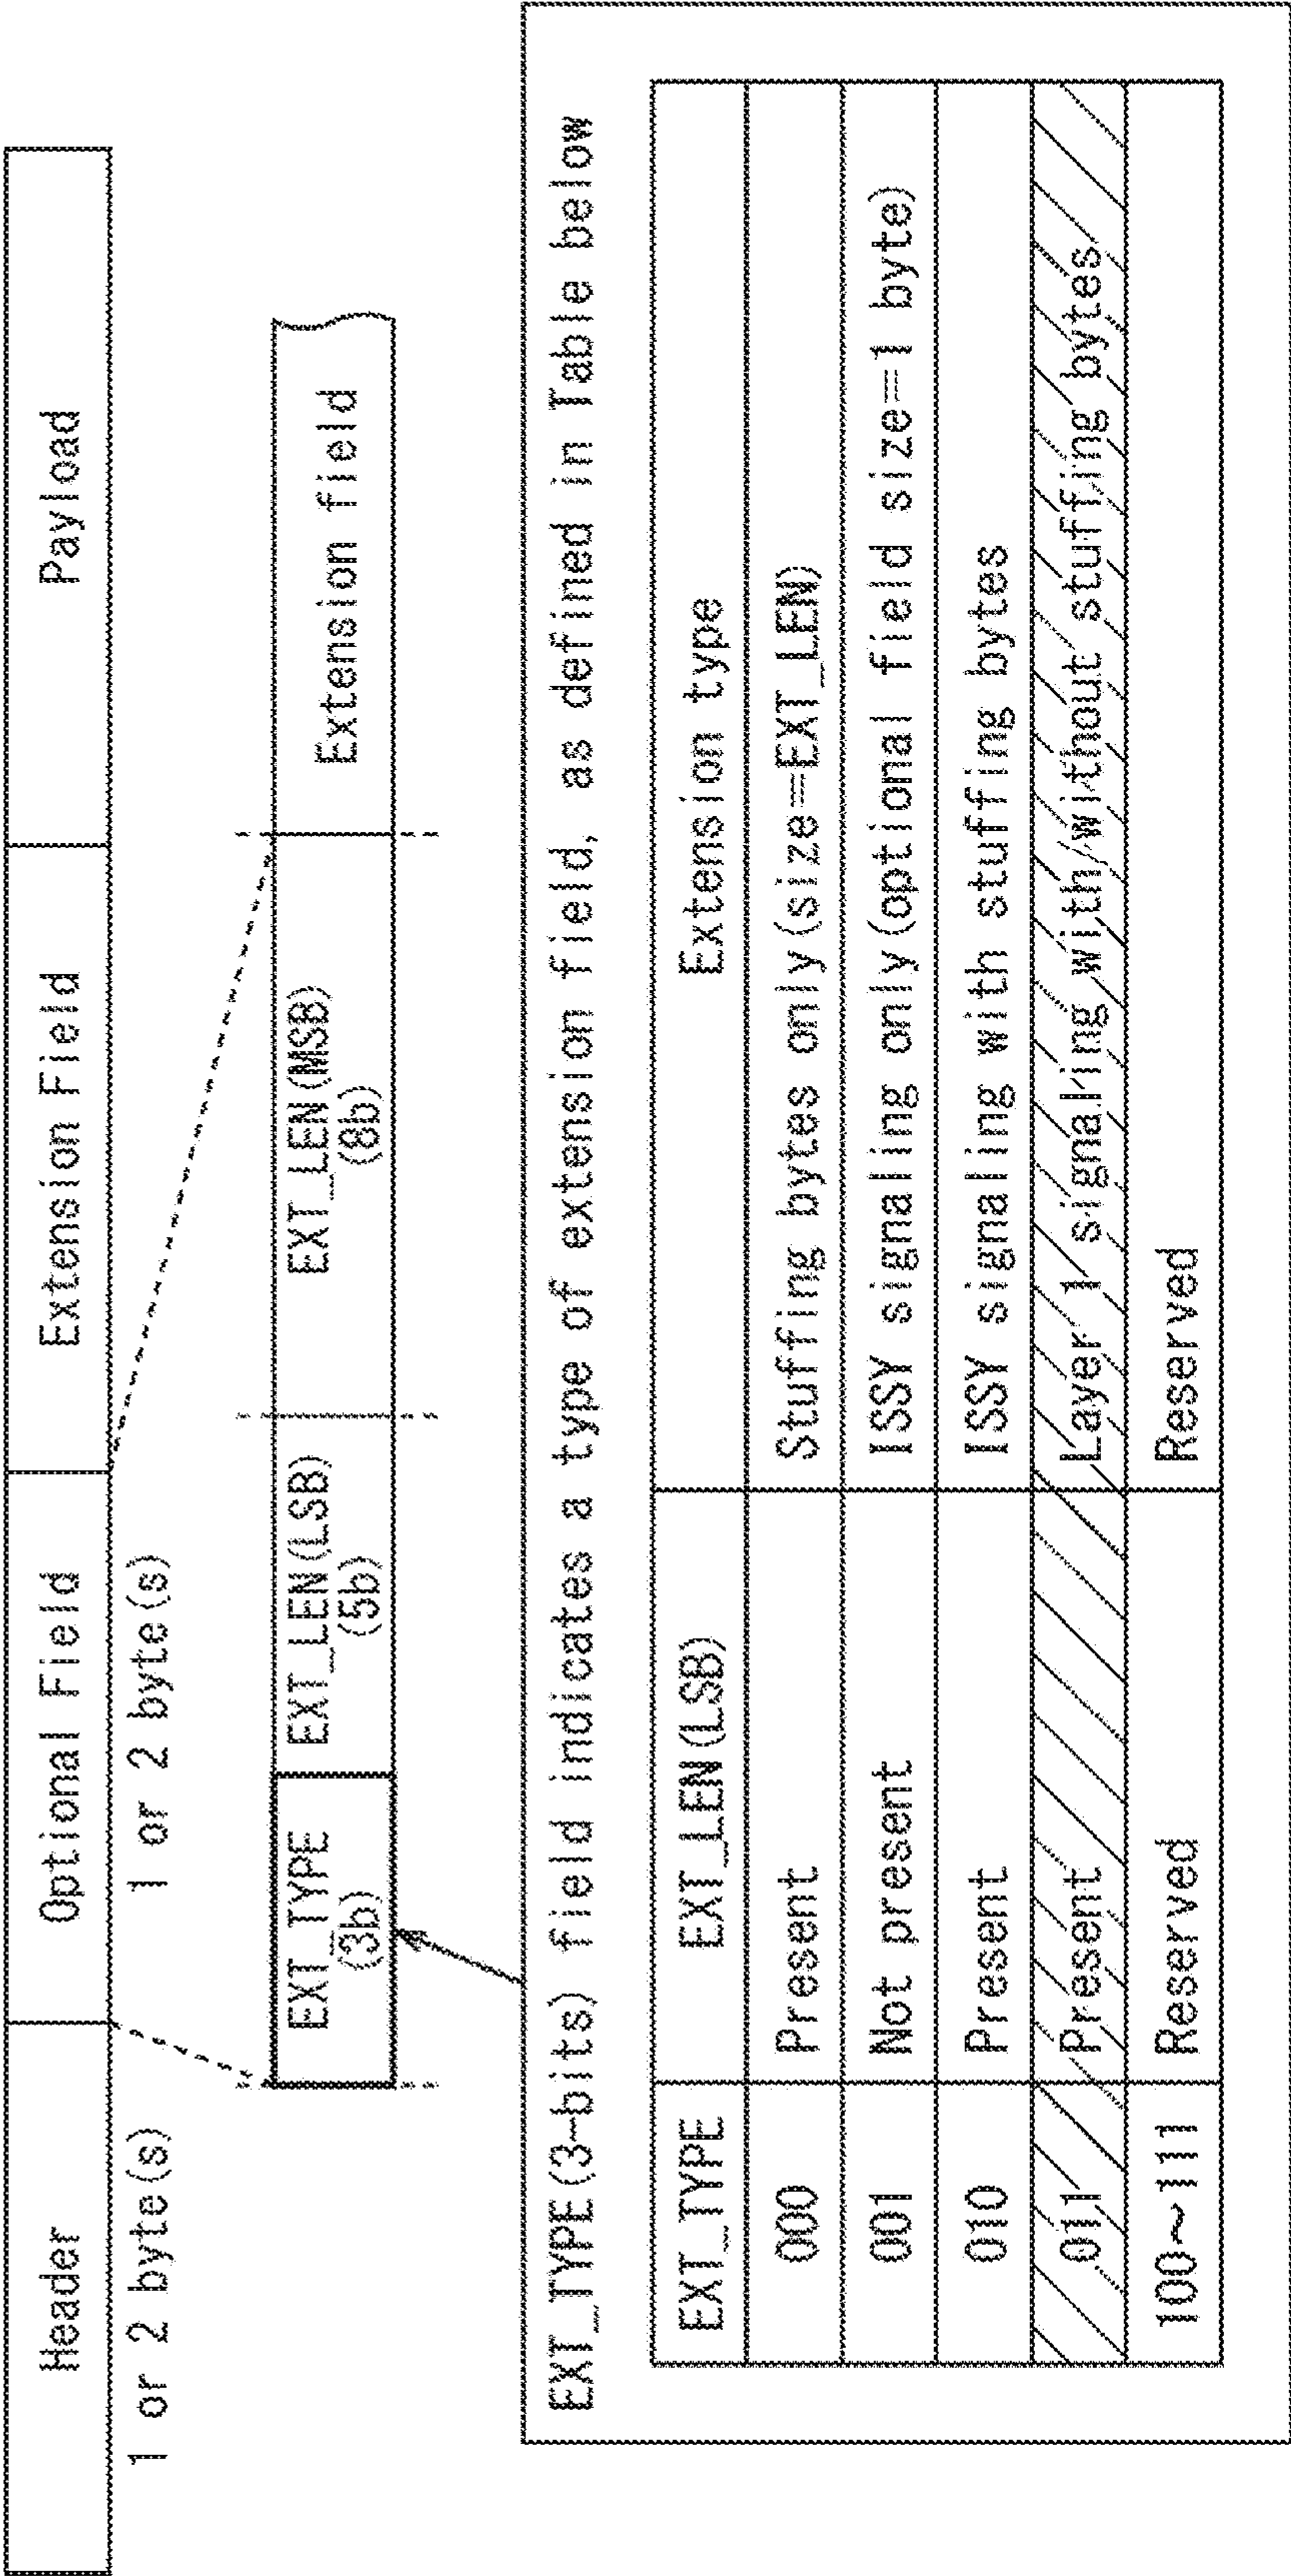 Header Optional Field Extension Field Payload
1 or 2 byte(s) 1 or 2 byte(s)
EXT_TYPE EXT_LEN(LSB) EXT_LEN(MSB) Extension field
(3b) (5b) (8b)
EXT_TYPE(3-bits) field indicates a type of extension field, as defined in Table below
EXT_TYPE EXT_LEN(LSB) Extension type
000 Present Stuffing bytes only(size=EXT_LEN)
001 Not present ISSY signaling only(optional field size=1 byte)
010 Present ISSY signaling with stuffing bytes
011 Present Layer 1 signaling with/without stuffing bytes
100~111 Reserved Reserved